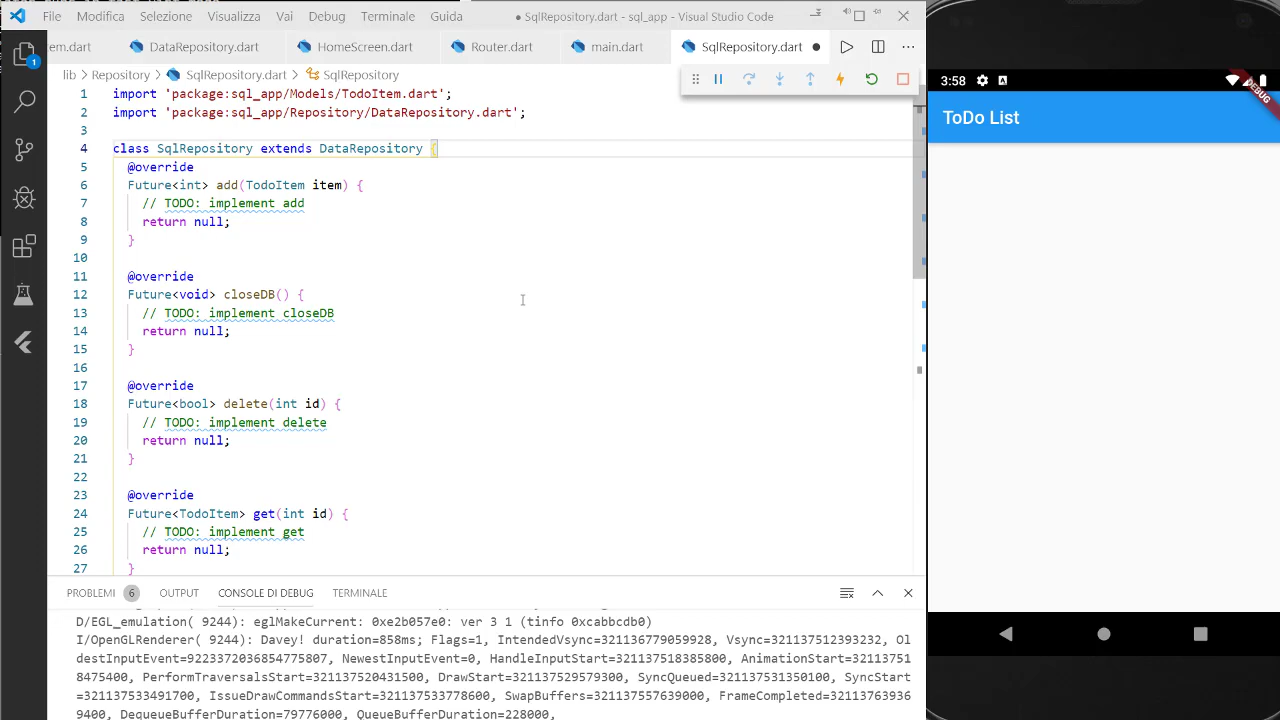 File Modifica Selezione Visualizza Vai Debug Terminale Guida ● SqlRepository.dart - sql_app - Visual Studio Code
em.dart DataRepository.dart HomeScreen.dart Router.dart main.dart SqlRepository.dart
lib > Repository > SqlRepository.dart > SqlRepository
1 import 'package:sql_app/Models/TodoItem.dart';
2 import 'package:sql_app/Repository/DataRepository.dart';
3
4 class SqlRepository extends DataRepository {
5 @override
6 Future<int> add(TodoItem item) {
7 // TODO: implement add
8 return null;
9 }
10
11 @override
12 Future<void> closeDB() {
13 // TODO: implement closeDB
14 return null;
15 }
16
17 @override
18 Future<bool> delete(int id) {
19 // TODO: implement delete
20 return null;
21 }
22
23 @override
24 Future<TodoItem> get(int id) {
25 // TODO: implement get
26 return null;
27 }
PROBLEMI 6 OUTPUT CONSOLE DI DEBUG TERMINALE
D/EGL_emulation( 9244): eglMakeCurrent: 0xe2b057e0: ver 3 1 (tinfo 0xcabbcdb0)
I/OpenGLRenderer( 9244): Davey! duration=858ms; Flags=1, IntendedVsync=321136779059928, Vsync=321137512393232, Ol
destInputEvent=9223372036854775807, NewestInputEvent=0, HandleInputStart=321137518385800, AnimationStart=32113751
8475400, PerformTraversalsStart=321137520431500, DrawStart=321137529579300, SyncQueued=321137531350100, SyncStart
=321137533491700, IssueDrawCommandsStart=321137533778600, SwapBuffers=321137557639000, FrameCompleted=32113763936
9400, DequeueBufferDuration=79776000, QueueBufferDuration=228000,
1
3:58 A
DEBUG
ToDo List